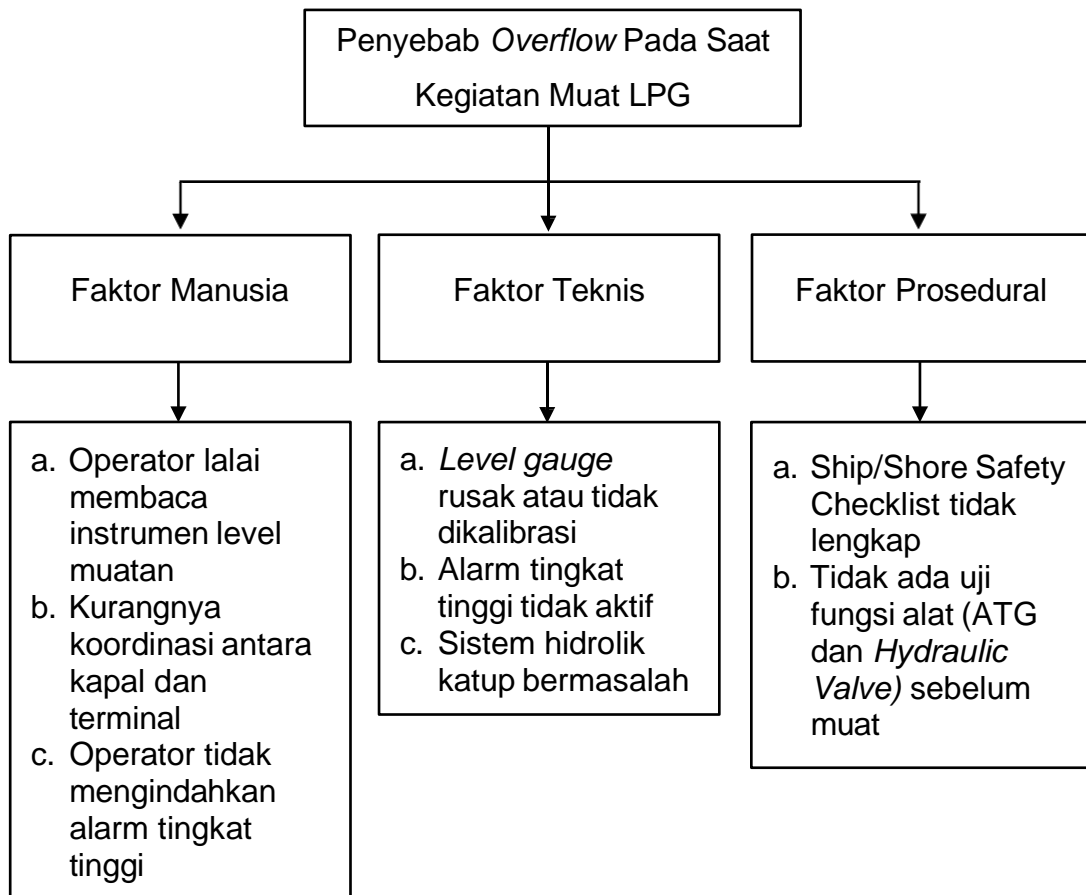 Penyebab Overflow Pada Saat
Kegiatan Muat LPG
Faktor Manusia
Faktor Teknis
Faktor Prosedural
a. Operator lalai
membaca
instrumen level
muatan
b. Kurangnya
koordinasi antara
kapal dan
terminal
c. Operator tidak
mengindahkan
alarm tingkat
tinggi
a. Level gauge
rusak atau tidak
dikalibrasi
b. Alarm tingkat
tinggi tidak aktif
c. Sistem hidrolik
katup bermasalah
a. Ship/Shore Safety
Checklist tidak
lengkap
b. Tidak ada uji
fungsi alat (ATG
dan Hydraulic
Valve) sebelum
muat